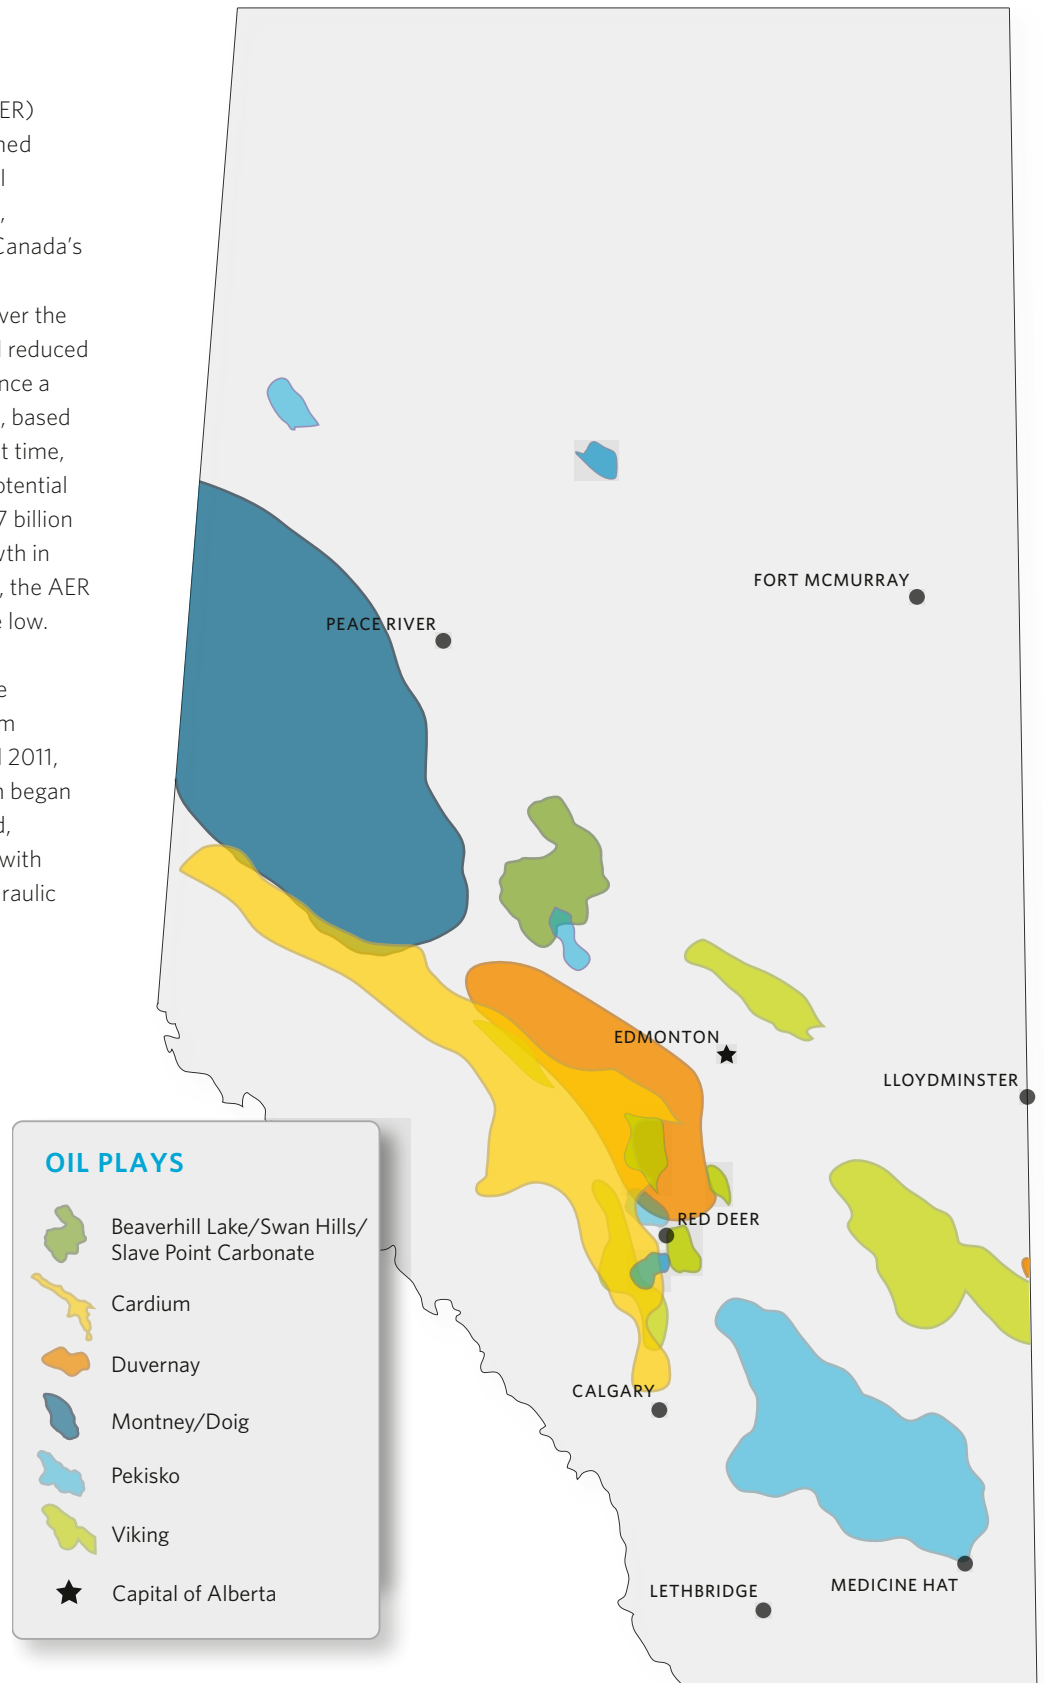 ER)
ned
l
,
Canada's
ver the
l reduced
nce a
, based
t time,
otential
7 billion
wth in
, the AER
e low.
e
m
l 2011,
n began
d,
with
raulic
FORT MCMURRAY
PEACE RIVER
EDMONTON
LLOYDMINSTER
RED DEER
CALGARY
LETHBRIDGE
MEDICINE HAT
OIL PLAYS
Beaverhill Lake/Swan Hills/
Slave Point Carbonate
Cardium
Duvernay
Montney/Doig
Pekisko
Viking
Capital of Alberta